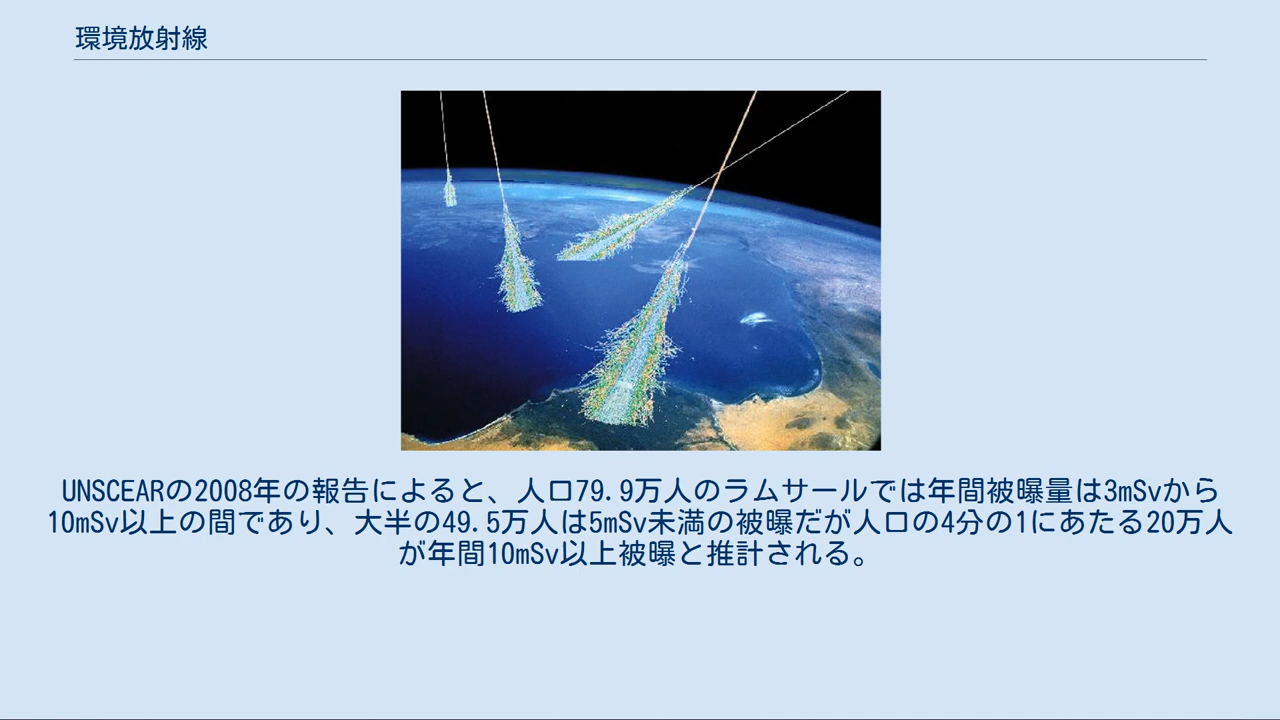 環境放射線
UNSCEARの2008年の報告によると、人口79.9万人のラムサールでは年間被曝量は3mSvから
10mSv以上の間であり、大半の49.5万人は5mSv未満の被曝だが人口の4分の1にあたる20万人
が年間10mSv以上被曝と推計される。